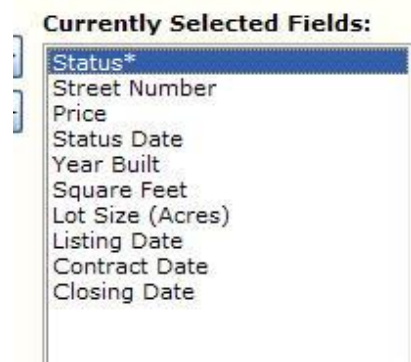 Currently Selected Fields:
Status*
Street Number
Price
Status Date
Year Built
Square Feet
Lot Size (Acres)
Listing Date
Contract Date
Closing Date